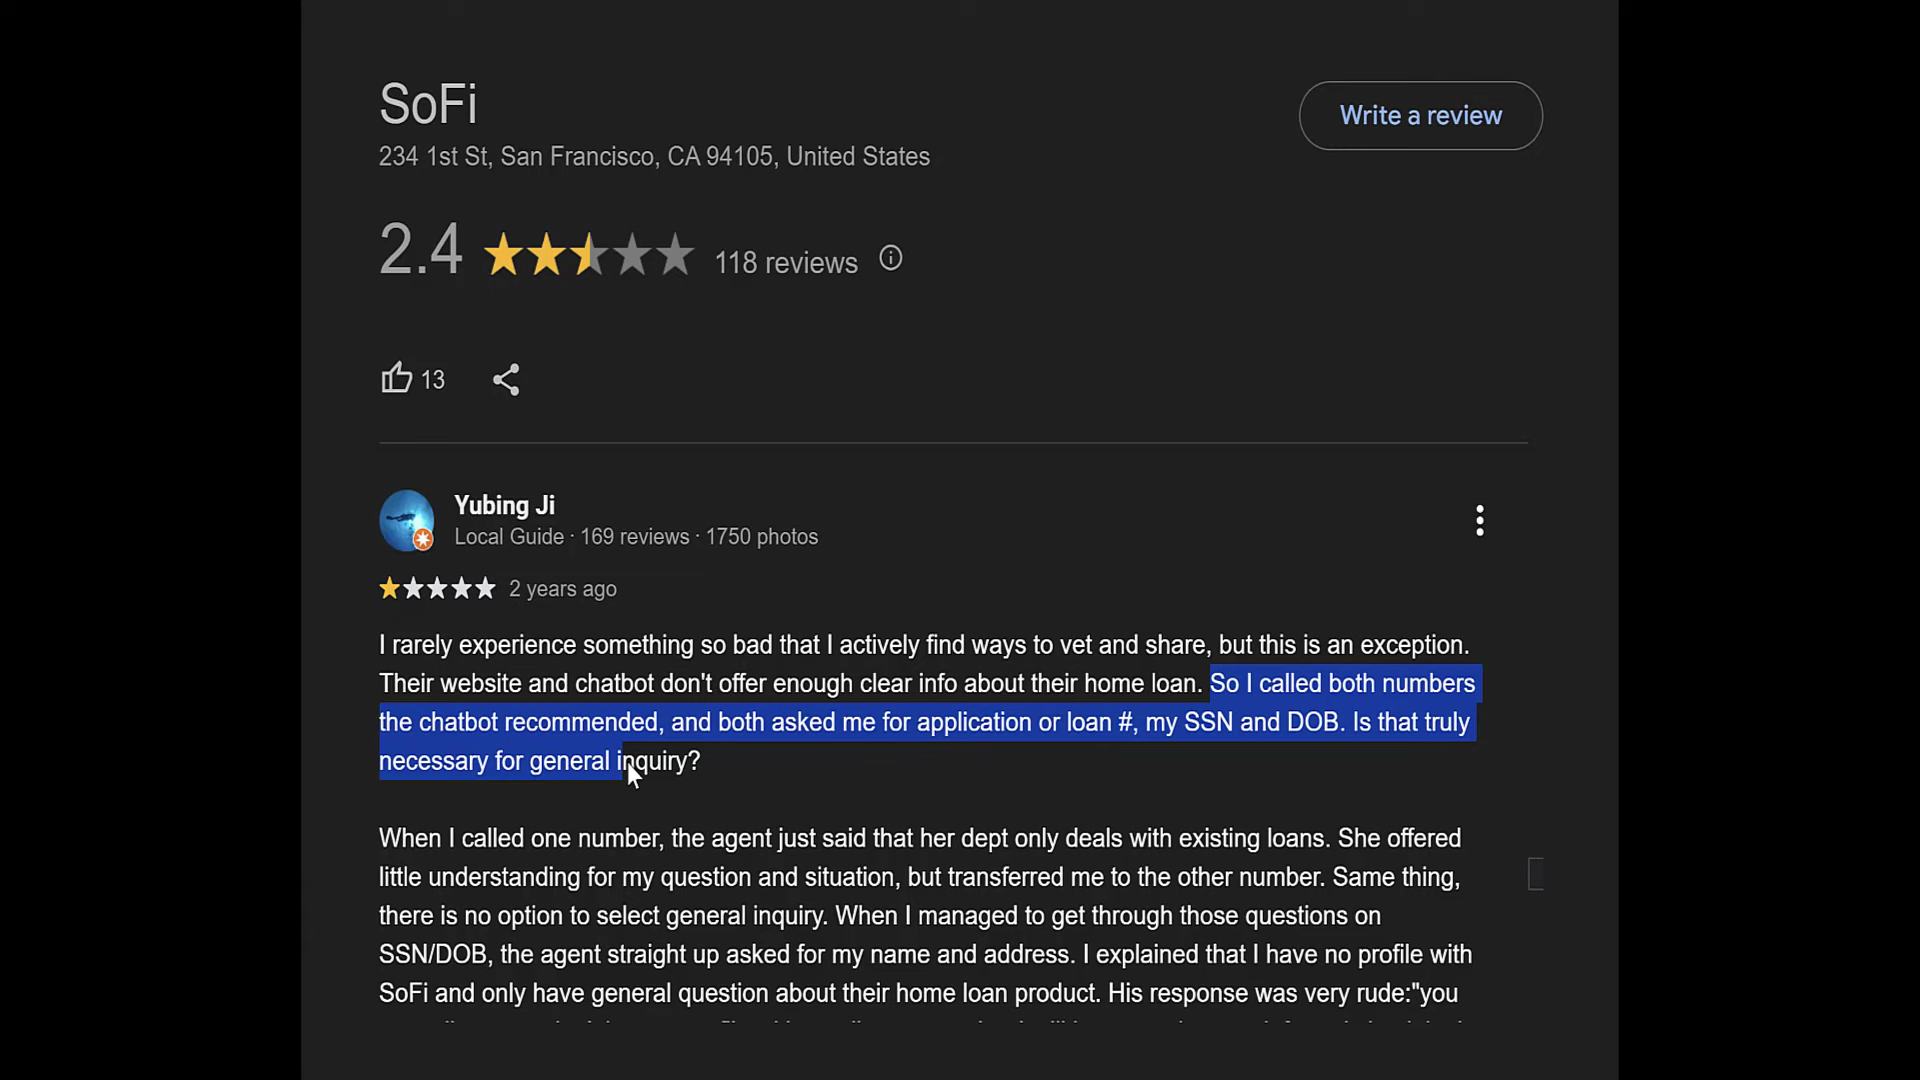 SoFi
Write a review
234 1st St, San Francisco, CA 94105, United States
2.4
118 reviews
13
Yubing Ji
Local Guide · 169 reviews · 1750 photos
2 years ago
I rarely experience something so bad that I actively find ways to vet and share, but this is an exception.
Their website and chatbot don't offer enough clear info about their home loan. So I called both numbers
the chatbot recommended, and both asked me for application or loan #, my SSN and DOB. Is that truly
necessary for general inquiry?
When I called one number, the agent just said that her dept only deals with existing loans. She offered
little understanding for my question and situation, but transferred me to the other number. Same thing,
there is no option to select general inquiry. When I managed to get through those questions on
SSN/DOB, the agent straight up asked for my name and address. I explained that I have no profile with
SoFi and only have general question about their home loan product. His response was very rude:"you